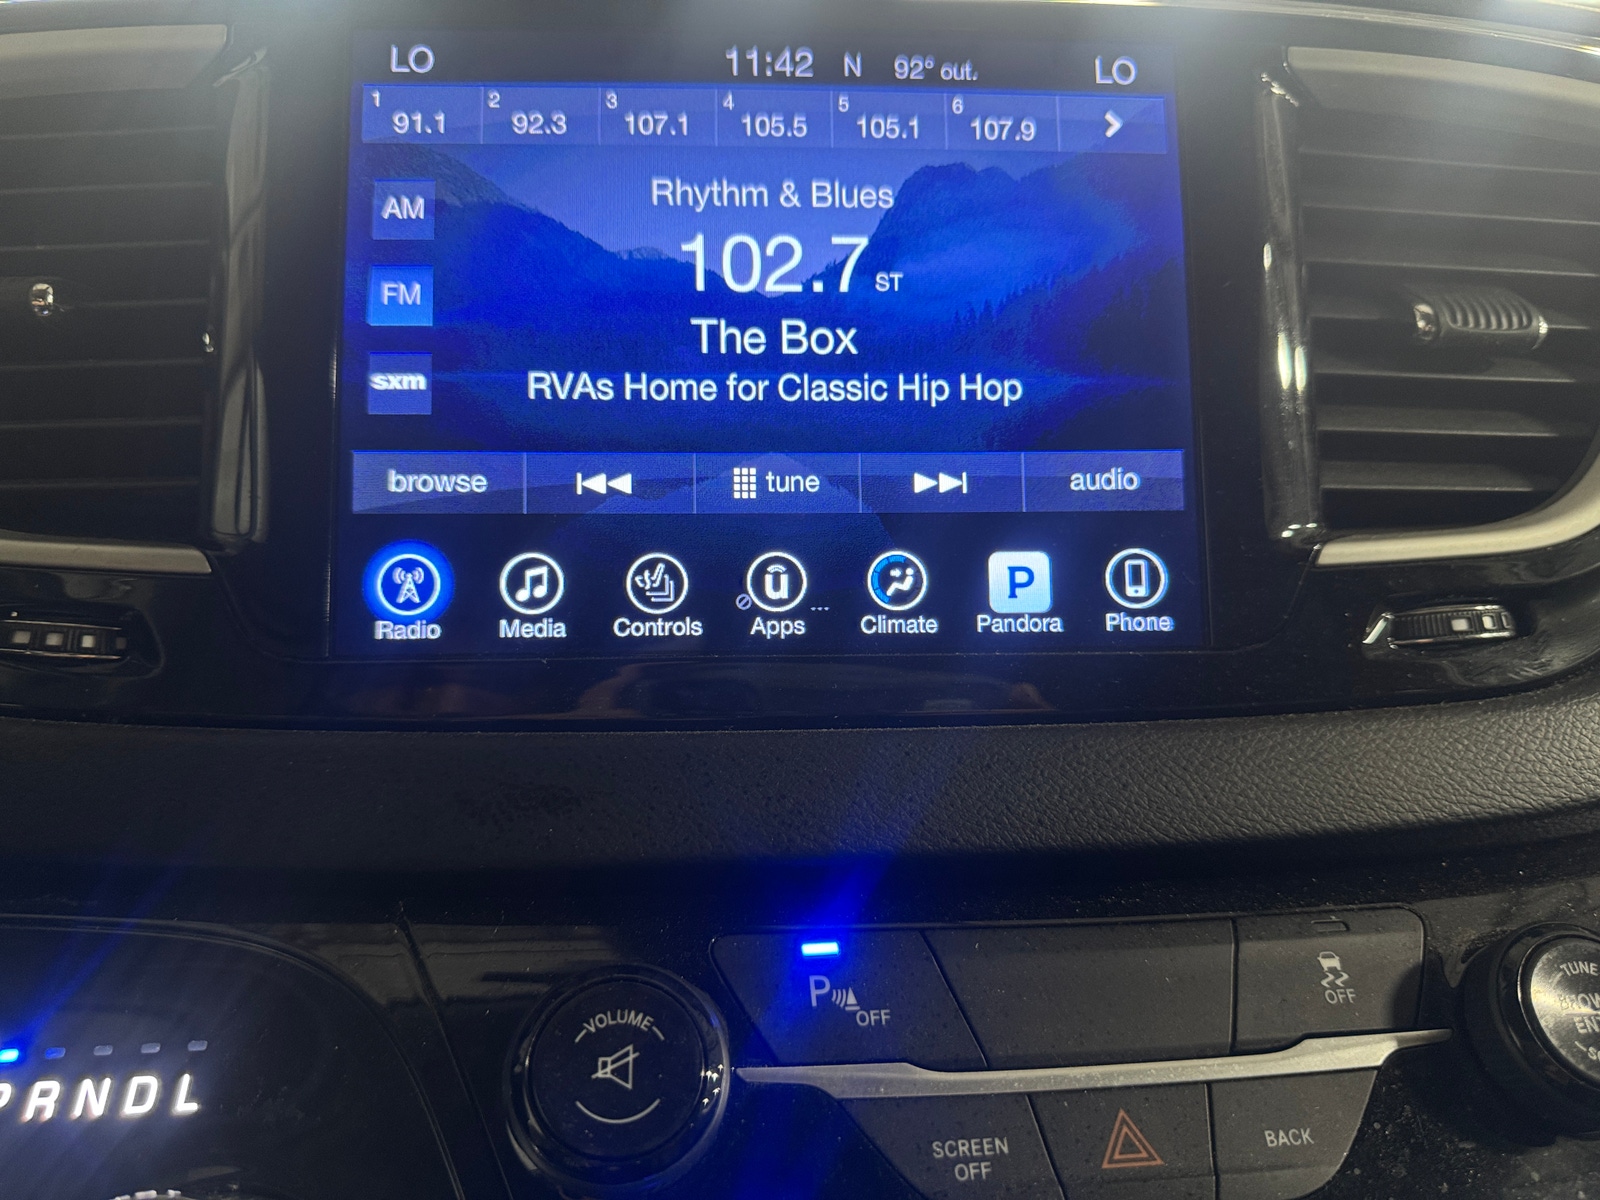 LO 11:42 N 92° out. LO
1 91.1 2 92.3 3 107.1 4 105.5 5 105.1 6 107.9
Rhythm & Blues
AM
102.7 ST
FM
The Box
sxm
RVAs Home for Classic Hip Hop
browse tune audio
Radio Media Controls Apps Climate Pandora Phone
P OFF
OFF
TUNE
VOLUME
PRNDL
SCREEN
OFF
BACK